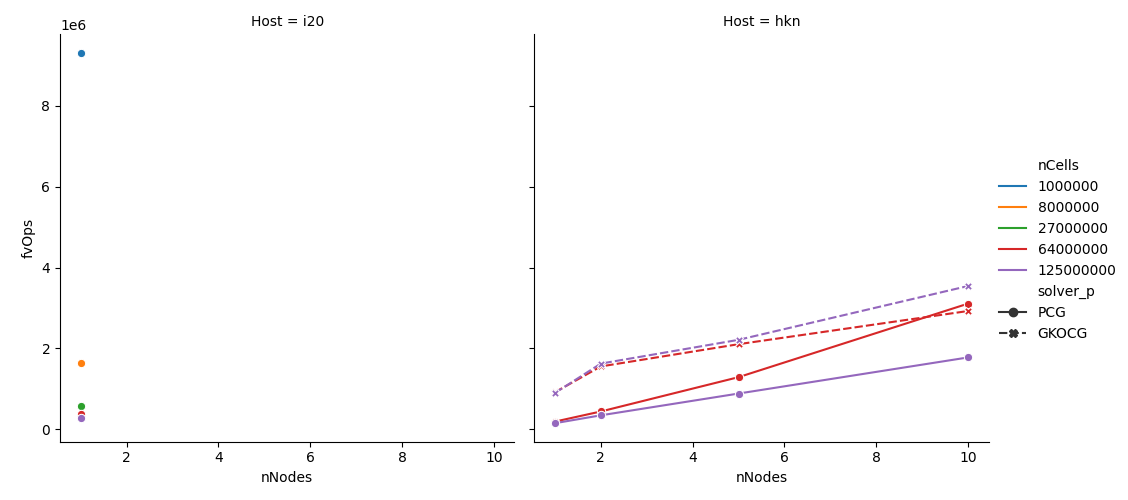 Host = i20
Host = hkn
1e6
8
6
4
2
0
fvOps
2
4
6
8
10
nNodes
2
4
6
8
10
nNodes
nCells
1000000
8000000
27000000
64000000
125000000
solver_p
PCG
GKOCG